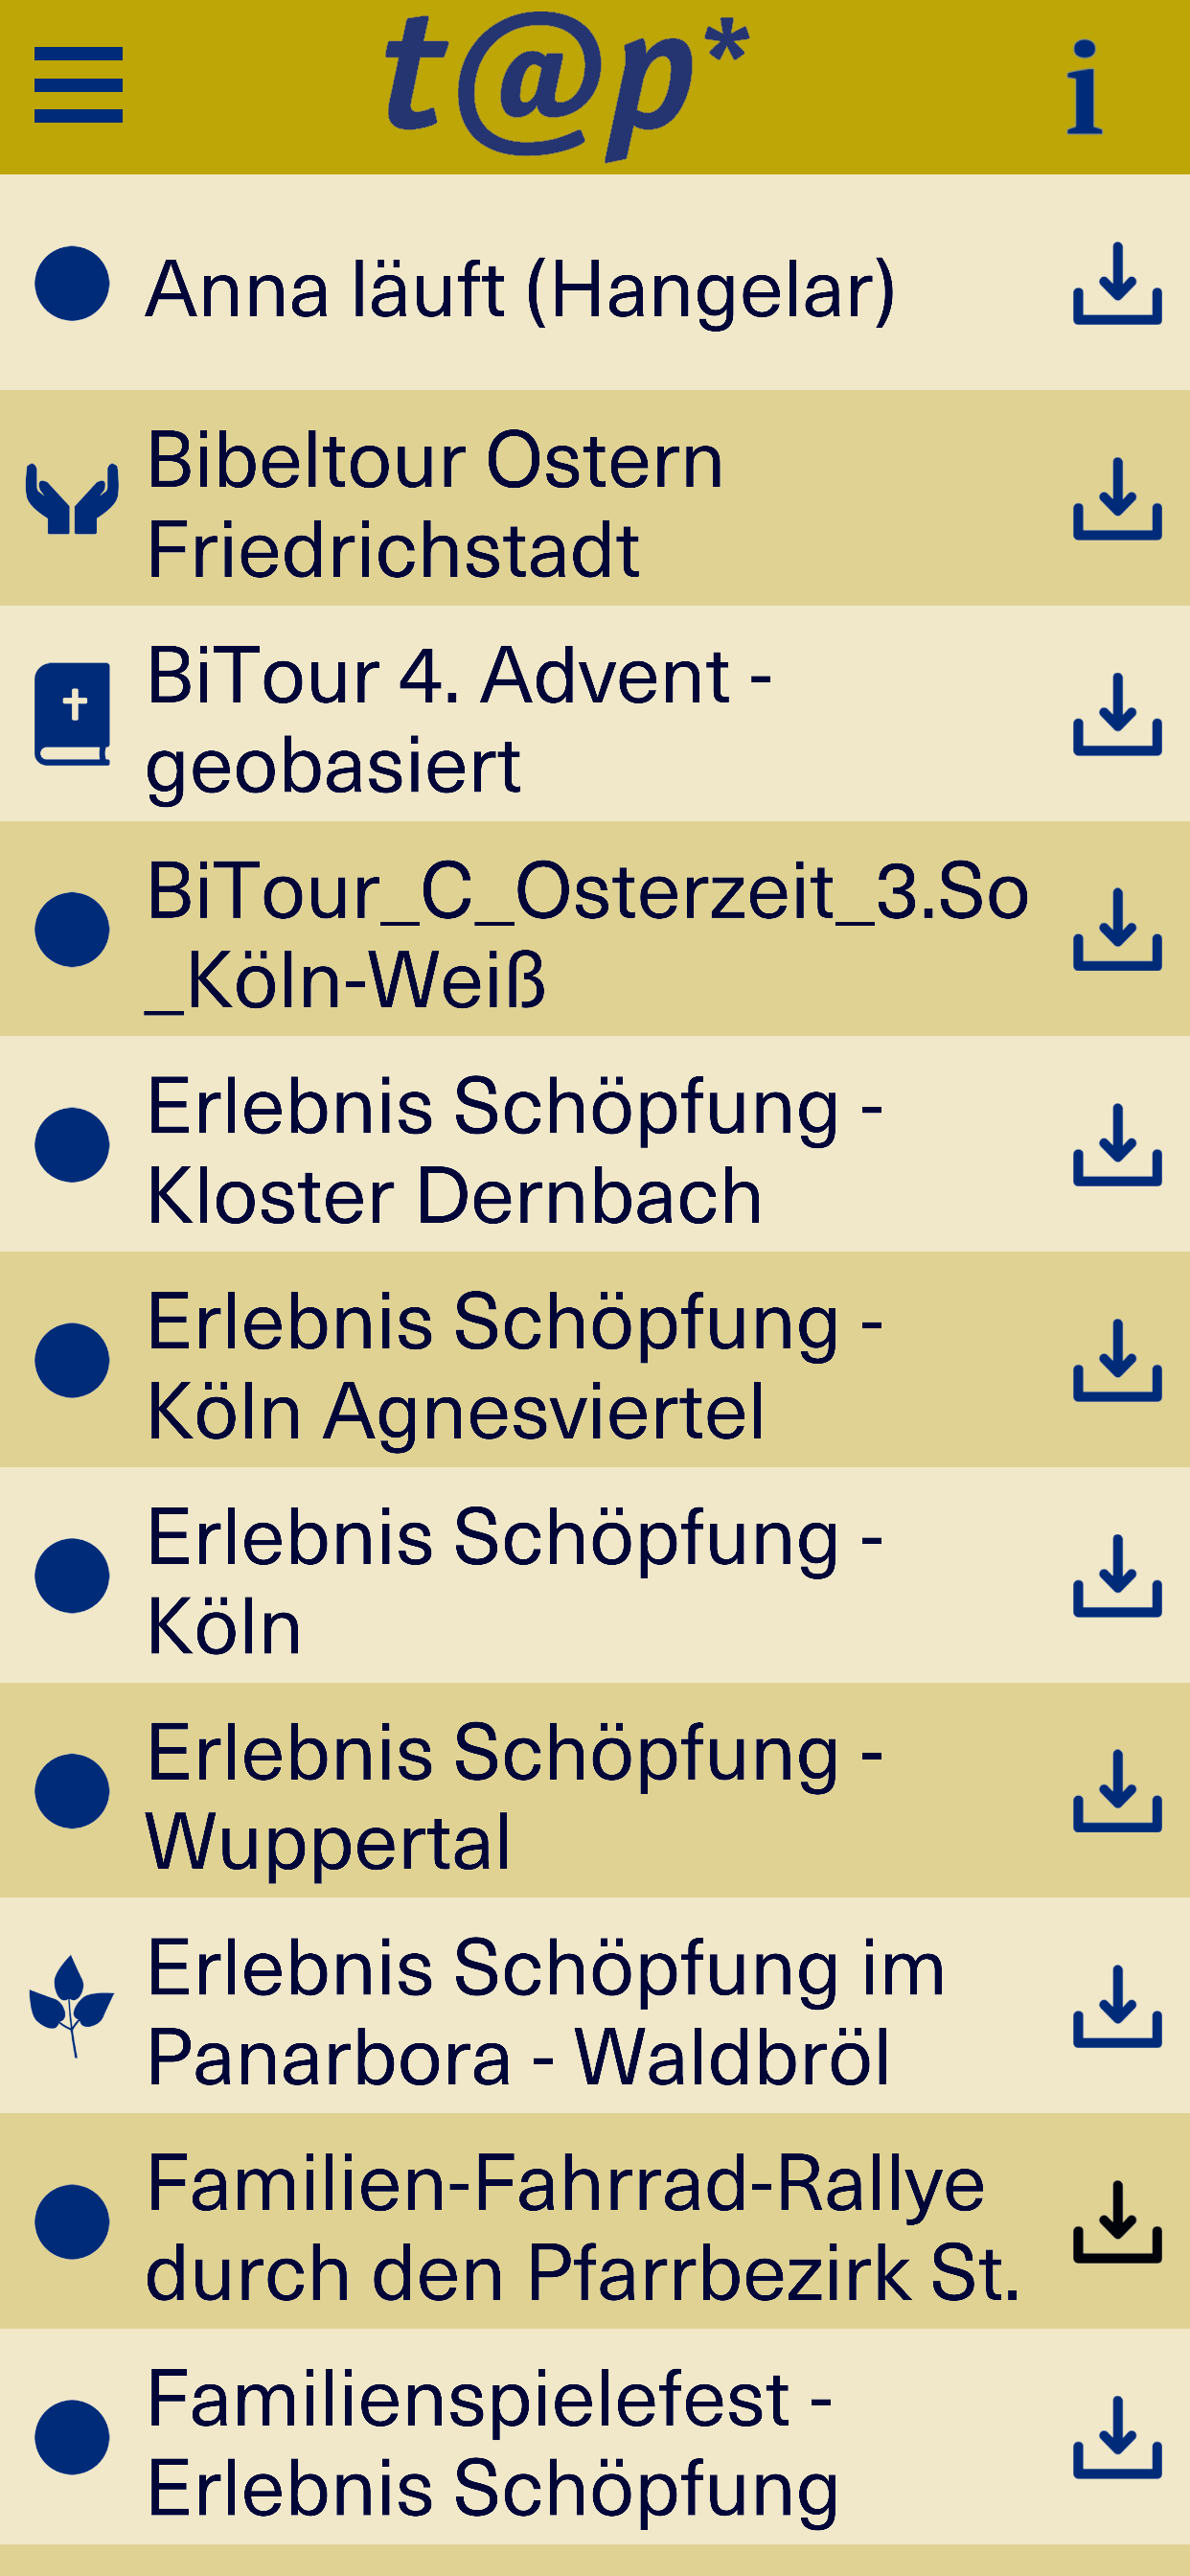 t@p*
i
Anna läuft (Hangelar)
Bibeltour Ostern
Friedrichstadt
BiTour 4. Advent -
geobasiert
BiTour_C_Osterzeit_3.So
_Köln-Weiß
Erlebnis Schöpfung -
Kloster Dernbach
Erlebnis Schöpfung -
Köln Agnesviertel
Erlebnis Schöpfung -
Köln
Erlebnis Schöpfung -
Wuppertal
Erlebnis Schöpfung im
Panarbora - Waldbröl
Familien-Fahrrad-Rallye
durch den Pfarrbezirk St.
Familienspielefest -
Erlebnis Schöpfung